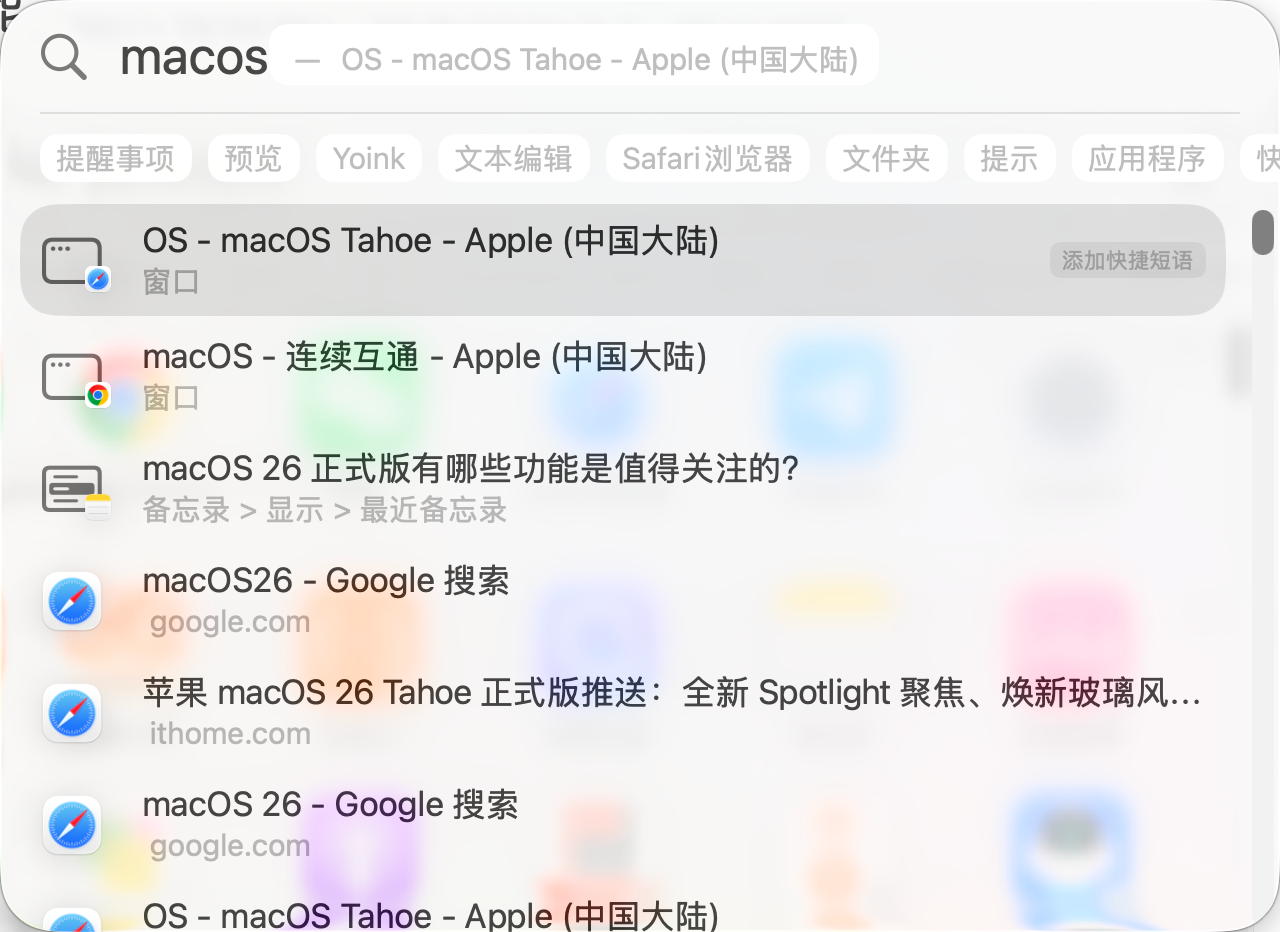 macos — OS - macOS Tahoe - Apple (中国大陆)
提醒事项 预览 Yoink 文本编辑 Safari浏览器 文件夹 提示 应用程序 快
OS - macOS Tahoe - Apple (中国大陆)
窗口
添加快捷短语
macOS - 连续互通 - Apple (中国大陆)
窗口
macOS 26 正式版有哪些功能是值得关注的?
备忘录 > 显示 > 最近备忘录
macOS26 - Google 搜索
google.com
苹果 macOS 26 Tahoe 正式版推送：全新 Spotlight 聚焦、焕新玻璃风...
ithome.com
macOS 26 - Google 搜索
google.com
OS - macOS Tahoe - Apple (中国大陆)